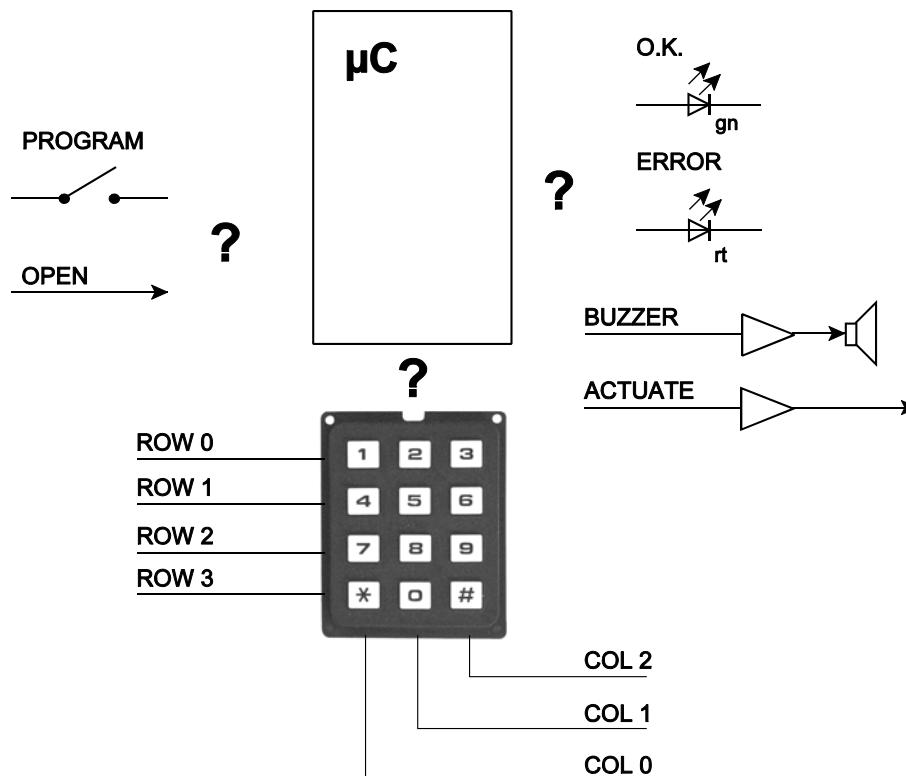 µC
O.K.
gn
PROGRAM
ERROR
?
?
rt
OPEN
BUZZER
?
ACTUATE
ROW 0
1 2 3
ROW 1
4 5 6
ROW 2
7 8 9
ROW 3
* 0 #
COL 2
COL 1
COL 0